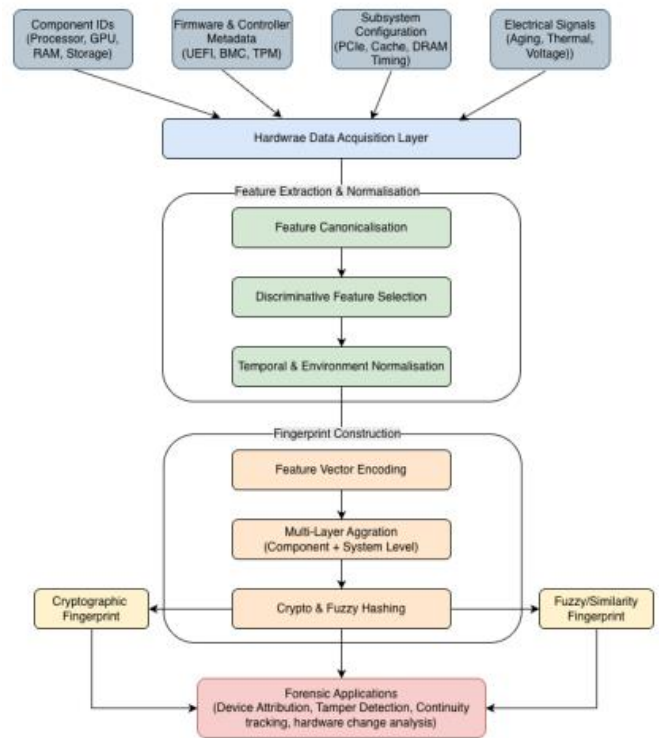 Component IDs
(Processor, GPU,
RAM, Storage)
Firmware & Controller
Metadata
(UEFI, BMC, TPM)
Subsystem
Configuration
(PCIe, Cache, DRAM
Timing)
Electrical Signals
(Aging, Thermal,
Voltage))
Hardwrae Data Acquisition Layer
Feature Extraction & Normalisation
Feature Canonicalisation
Discriminative Feature Selection
Temporal & Environment Normalisation
Fingerprint Construction
Feature Vector Encoding
Multi-Layer Aggration
(Component + System Level)
Cryptographic
Fingerprint
Crypto & Fuzzy Hashing
Fuzzy/Similarity
Fingerprint
Forensic Applications
(Device Attribution, Tamper Detection, Continuity
tracking, hardware change analysis)